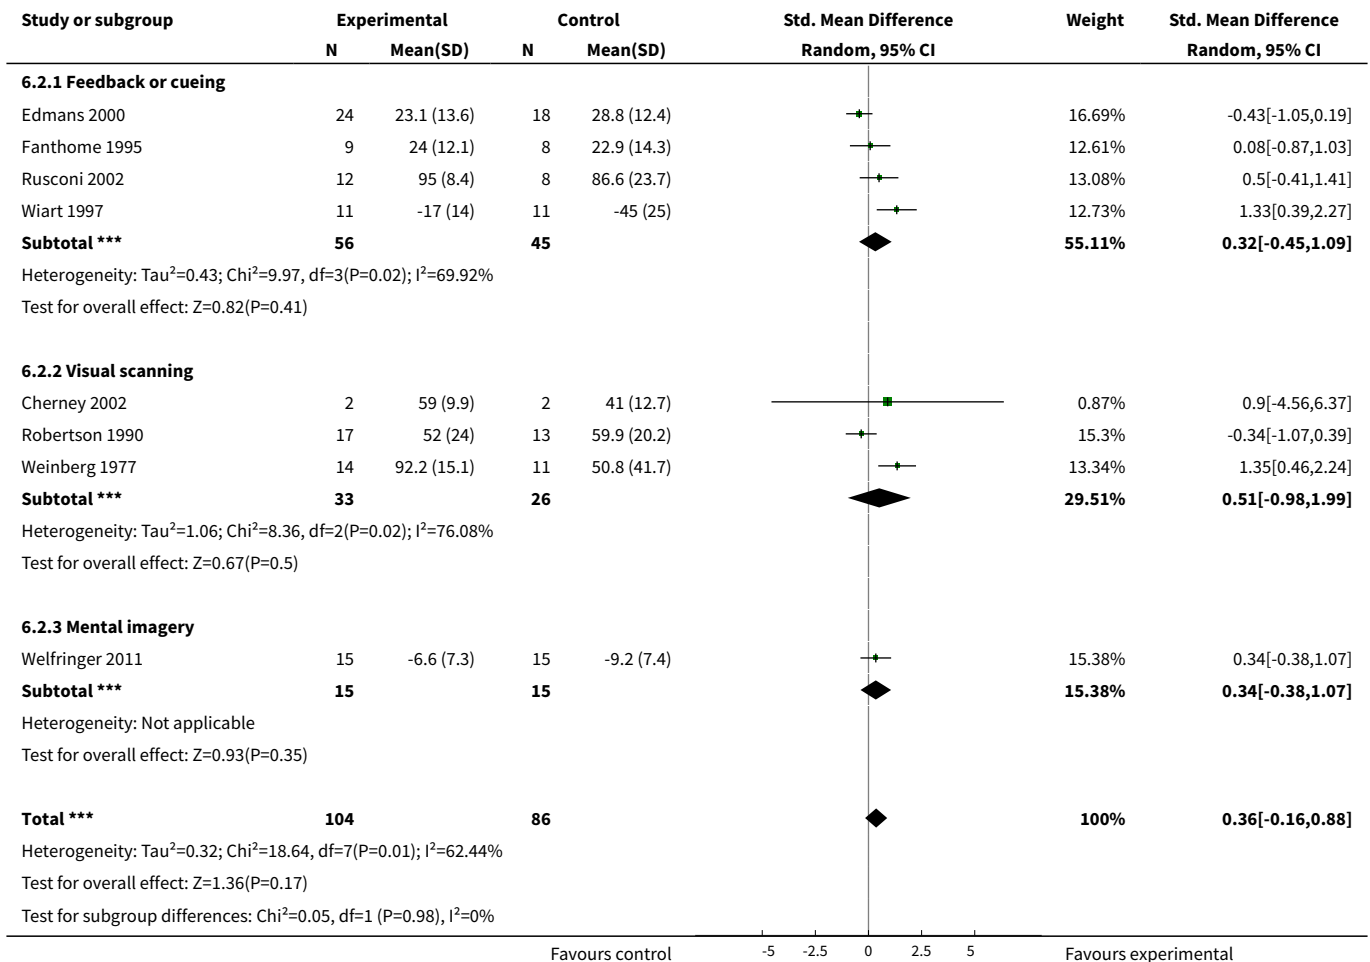 Study or subgroup Experimental Control Std. Mean Difference Weight Std. Mean Difference
N Mean(SD) N Mean(SD) Random, 95% CI Random, 95% CI
6.2.1 Feedback or cueing
Edmans 2000 24 23.1 (13.6) 18 28.8 (12.4) 16.69% -0.43[-1.05,0.19]
Fanthome 1995 9 24 (12.1) 8 22.9 (14.3) 12.61% 0.08[-0.87,1.03]
Rusconi 2002 12 95 (8.4) 8 86.6 (23.7) 13.08% 0.5[-0.41,1.41]
Wiart 1997 11 -17 (14) 11 -45 (25) 12.73% 1.33[0.39,2.27]
Subtotal *** 56 45 55.11% 0.32[-0.45,1.09]
Heterogeneity: Tau²=0.43; Chi²=9.97, df=3(P=0.02); I²=69.92%
Test for overall effect: Z=0.82(P=0.41)
6.2.2 Visual scanning
Cherney 2002 2 59 (9.9) 2 41 (12.7) 0.87% 0.9[-4.56,6.37]
Robertson 1990 17 52 (24) 13 59.9 (20.2) 15.3% -0.34[-1.07,0.39]
Weinberg 1977 14 92.2 (15.1) 11 50.8 (41.7) 13.34% 1.35[0.46,2.24]
Subtotal *** 33 26 29.51% 0.51[-0.98,1.99]
Heterogeneity: Tau²=1.06; Chi²=8.36, df=2(P=0.02); I²=76.08%
Test for overall effect: Z=0.67(P=0.5)
6.2.3 Mental imagery
Welfringer 2011 15 -6.6 (7.3) 15 -9.2 (7.4) 15.38% 0.34[-0.38,1.07]
Subtotal *** 15 15 15.38% 0.34[-0.38,1.07]
Heterogeneity: Not applicable
Test for overall effect: Z=0.93(P=0.35)
Total *** 104 86 100% 0.36[-0.16,0.88]
Heterogeneity: Tau²=0.32; Chi²=18.64, df=7(P=0.01); I²=62.44%
Test for overall effect: Z=1.36(P=0.17)
Test for subgroup differences: Chi²=0.05, df=1 (P=0.98), I²=0%
Favours control -5 -2.5 0 2.5 5 Favours experimental